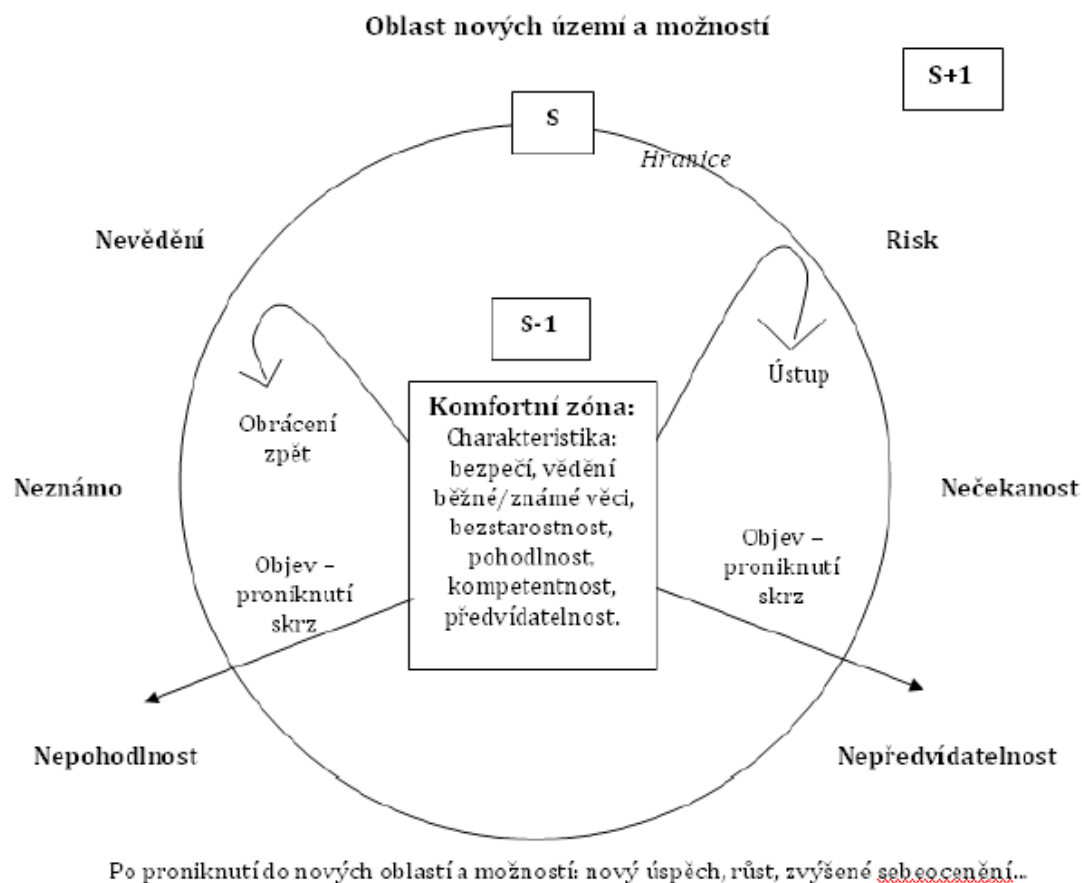 Oblast nových území a možností
S+1
S
Hranice
Nevědění
Risk
S-1
Ústup
Obrácení
zpět
Komfortní zóna:
Charakteristika:
bezpečí, vědění
běžné/známé věci,
bezstarostnost,
pohodlnost,
kompetentnost,
předvídatelnost.
Neznámo
Nečekanost
Objev –
proniknutí
skrz
Objev –
proniknutí
skrz
Nepohodlnost
Nepředvídatelnost
Po proniknutí do nových oblastí a možností: nový úspěch, růst, zvýšené sebeocenění...